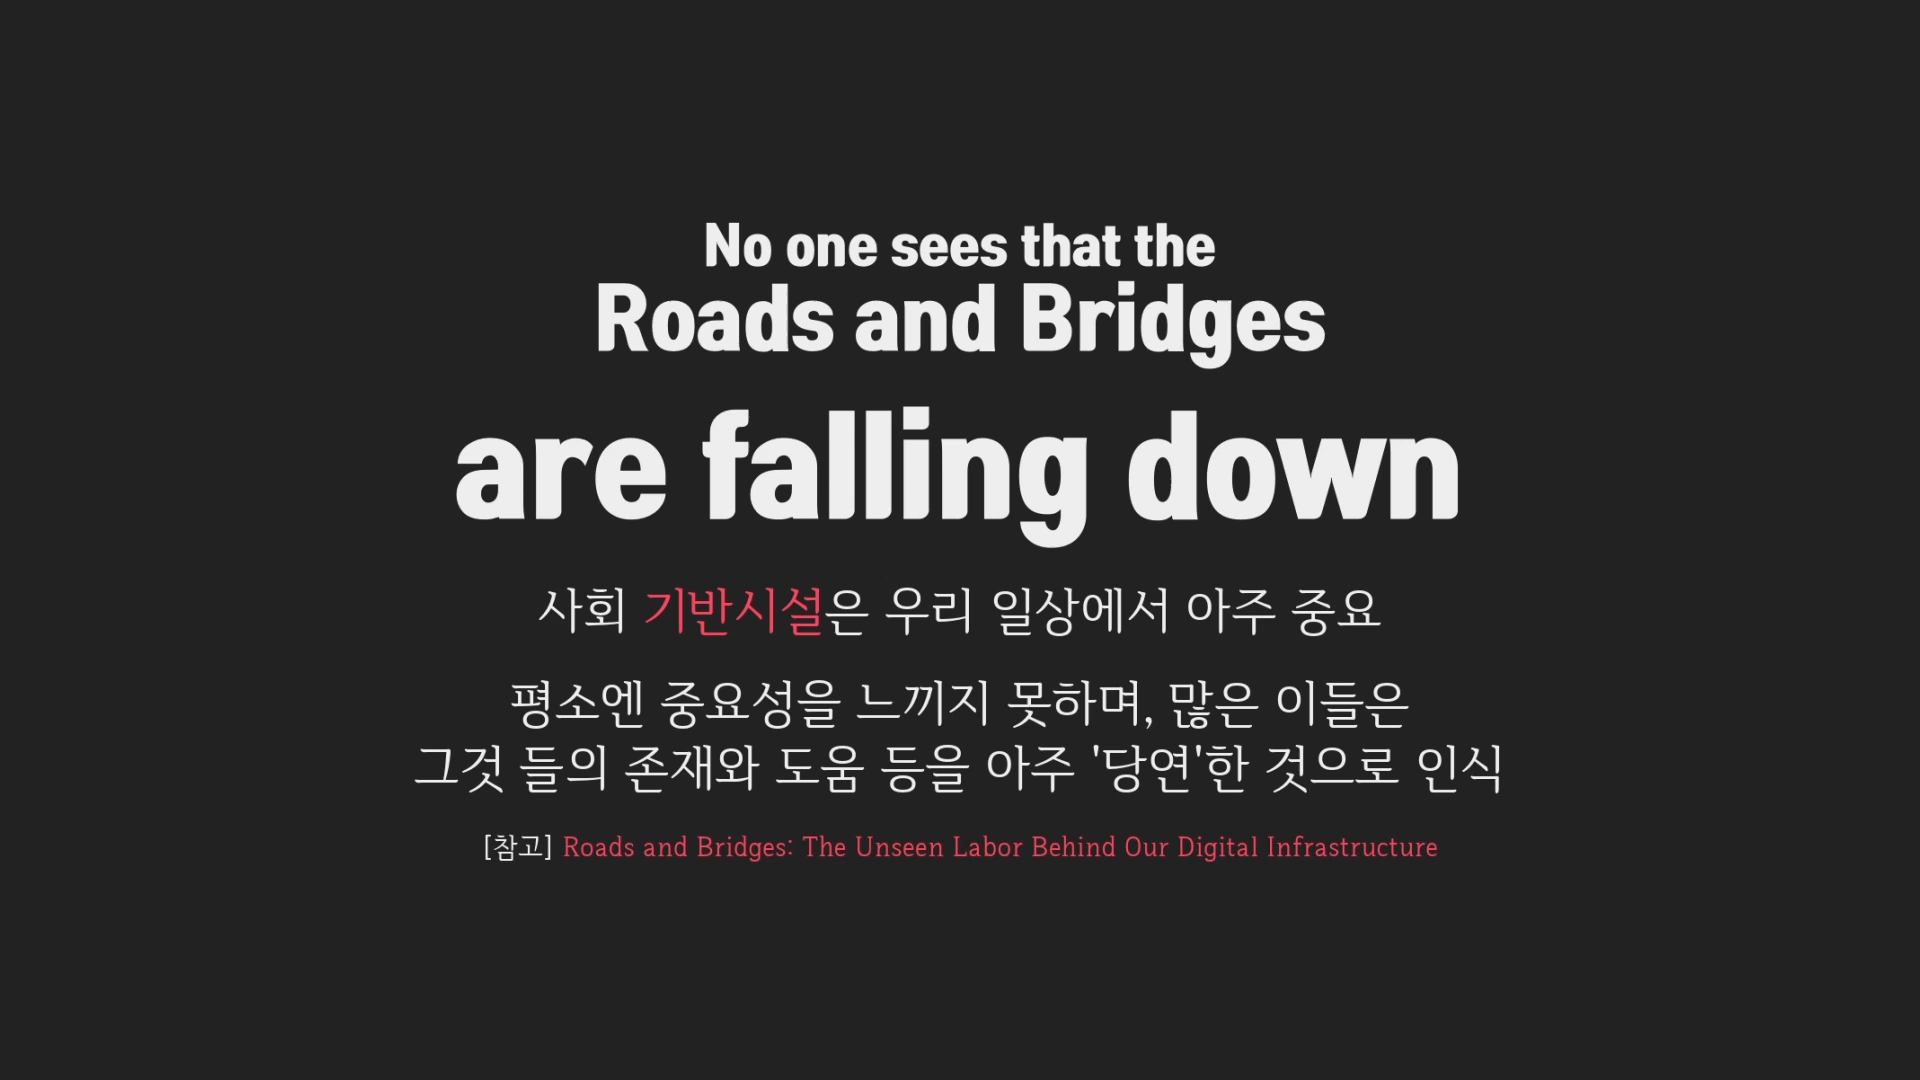 No one sees that the
Roads and Bridges
are falling down
사회 기반시설은 우리 일상에서 아주 중요
평소엔 중요성을 느끼지 못하며, 많은 이들은
그것 들의 존재와 도움 등을 아주 '당연'한 것으로 인식
[참고] Roads and Bridges: The Unseen Labor Behind Our Digital Infrastructure